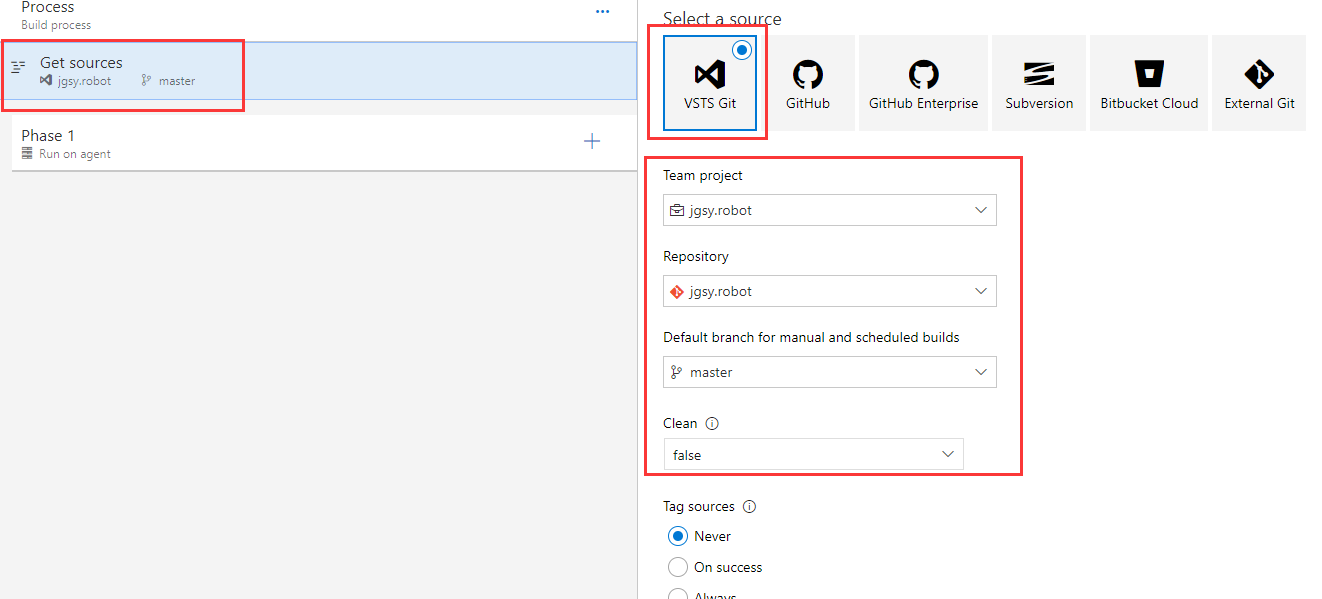 Process
Build process
Get sources
jgsy.robot master
Phase 1
Run on agent
Select a source
VSTS Git
GitHub
GitHub Enterprise
Subversion
Bitbucket Cloud
External Git
Team project
jgsy.robot
Repository
jgsy.robot
Default branch for manual and scheduled builds
master
Clean
false
Tag sources
Never
On success
Always